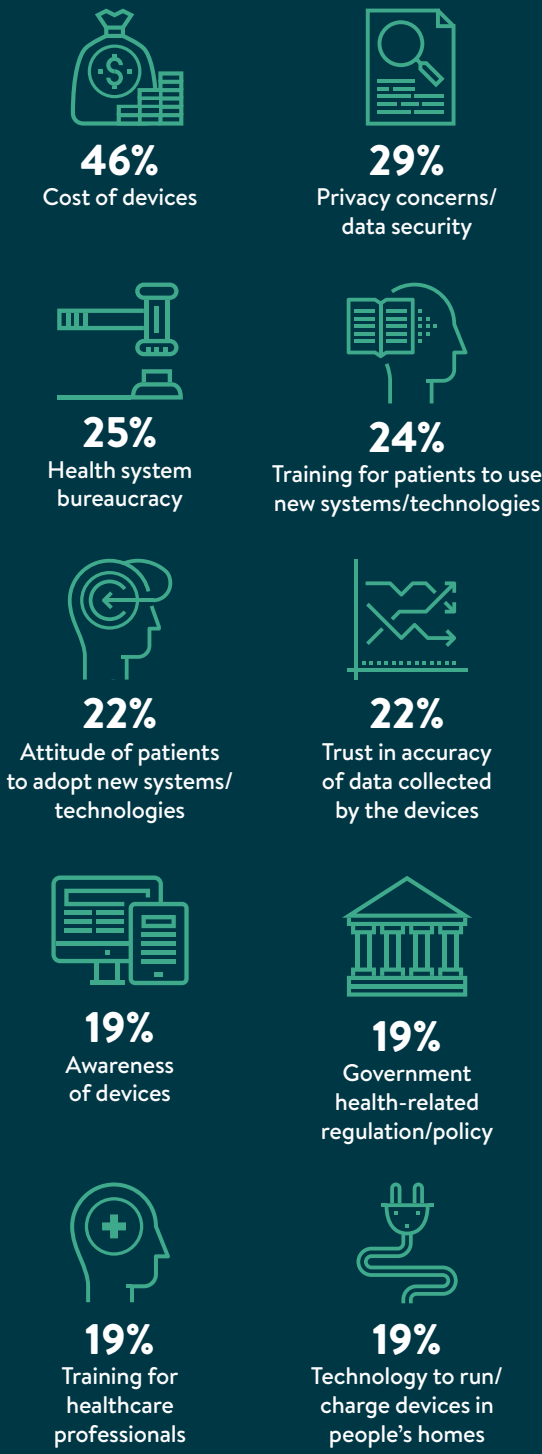 46%
Cost of devices
29%
Privacy concerns/
data security
25%
Health system
bureaucracy
24%
Training for patients to use
new systems/technologies
22%
Attitude of patients
to adopt new systems/
technologies
22%
Trust in accuracy
of data collected
by the devices
19%
Awareness
of devices
19%
Government
health-related
regulation/policy
19%
Training for
healthcare
professionals
19%
Technology to run/
charge devices in
people's homes